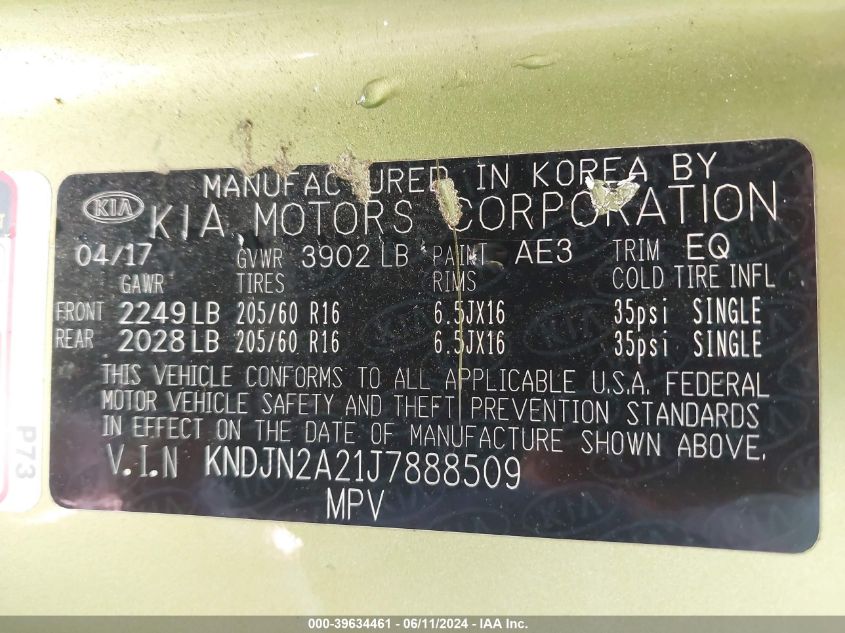 MANUFACTURED IN KOREA BY
KIA KIA MOTORS CORPORATION
04/17 GVWR 3902 LB PAINT AE3 TRIM EQ
GAWR TIRES RIMS COLD TIRE INFL
FRONT 2249 LB 205/60 R16 6.5JX16 35psi SINGLE
REAR 2028 LB 205/60 R16 6.5JX16 35psi SINGLE
THIS VEHICLE CONFORMS TO ALL APPLICABLE U.S.A. FEDERAL
MOTOR VEHICLE SAFETY AND THEFT PREVENTION STANDARDS
IN EFFECT ON THE DATE OF MANUFACTURE SHOWN ABOVE.
V.I.N KNDJN2A21J7888509
MPV
P73
000-39634461 - 06/11/2024 - IAAI.com